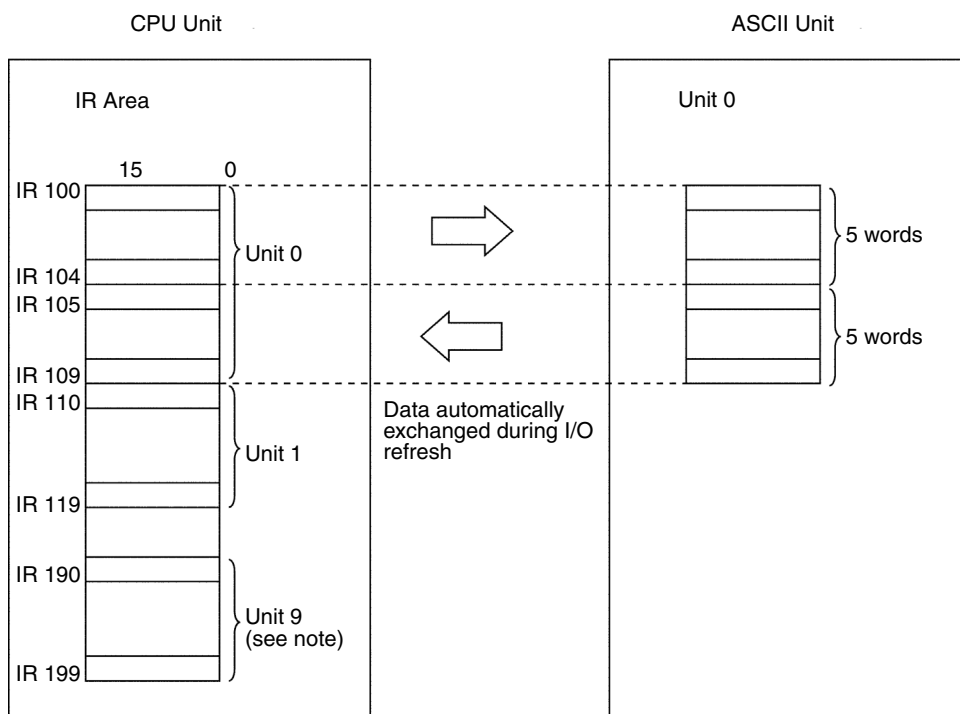 CPU Unit
ASCII Unit
IR Area
Unit 0
15 0
IR 100
Unit 0
5 words
IR 104
IR 105
5 words
IR 109
IR 110
Data automatically
exchanged during I/O
refresh
Unit 1
IR 119
IR 190
Unit 9
(see note)
IR 199